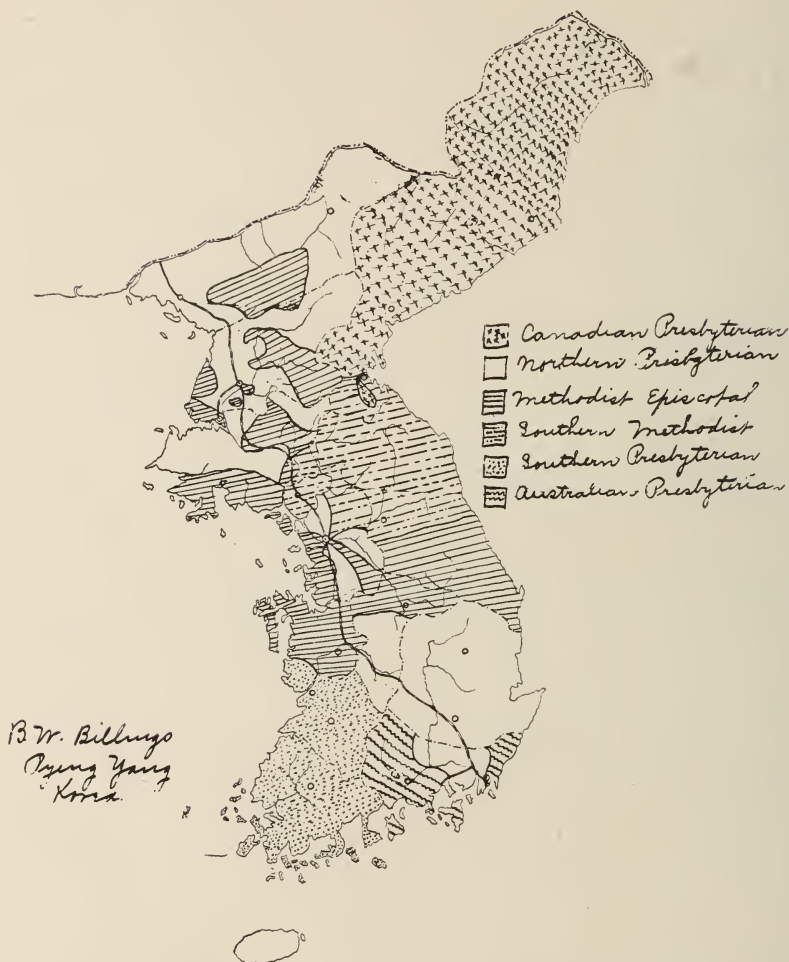 Canadian Presbyterian
Northern Presbyterian
Methodist Episcopal
Southern Methodist
Southern Presbyterian
Australian Presbyterian
B. W. Billings
Pyeng Yang
Korea.